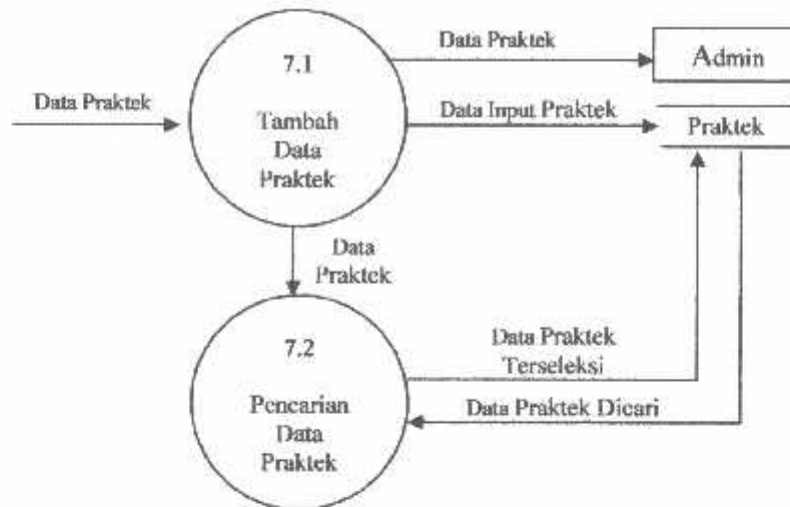 Data Praktek
7.1
Tambah
Data
Praktek
Data Praktek
Admin
Data Input Praktek
Praktek
Data
Praktek
7.2
Pencarian
Data
Praktek
Data Praktek
Terseleksi
Data Praktek Dicari